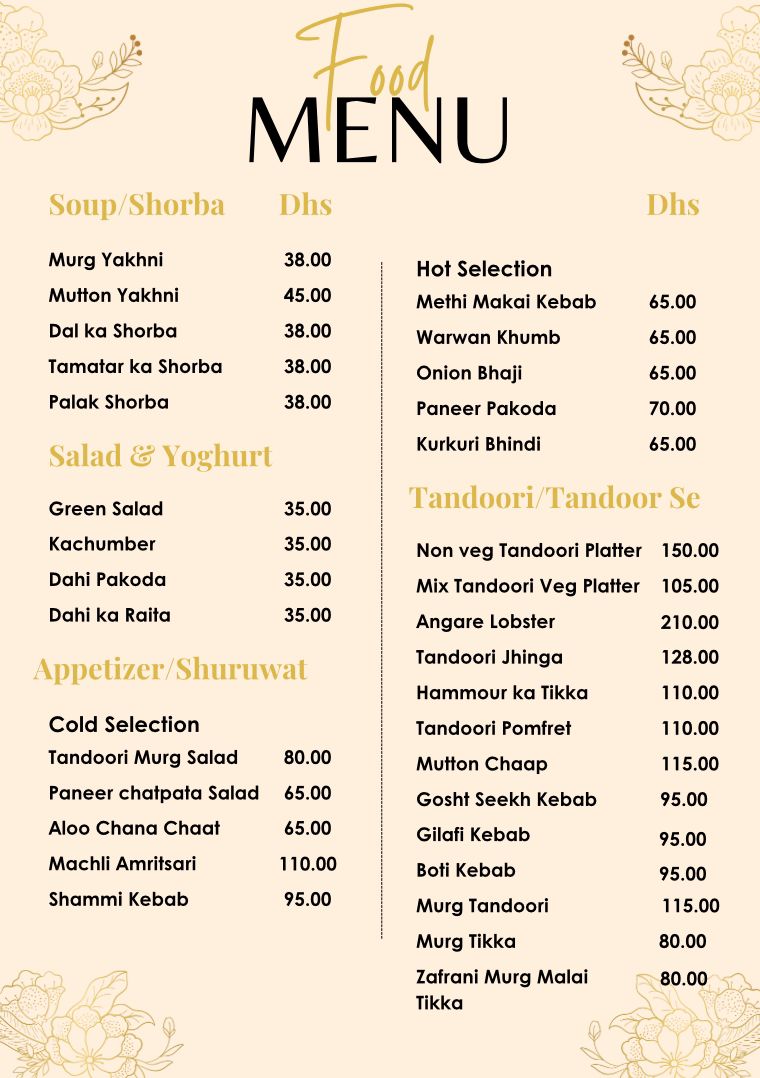 Food
MENU
Soup/Shorba Dhs
Murg Yakhni 38.00
Mutton Yakhni 45.00
Dal ka Shorba 38.00
Tamatar ka Shorba 38.00
Palak Shorba 38.00
Salad & Yoghurt
Green Salad 35.00
Kachumber 35.00
Dahi Pakoda 35.00
Dahi ka Raita 35.00
Appetizer/Shuruwat
Cold Selection
Tandoori Murg Salad 80.00
Paneer chatpata Salad 65.00
Aloo Chana Chaat 65.00
Machli Amritsari 110.00
Shammi Kebab 95.00
Dhs
Hot Selection
Methi Makai Kebab 65.00
Warwan Khumb 65.00
Onion Bhaji 65.00
Paneer Pakoda 70.00
Kurkuri Bhindi 65.00
Tandoori/Tandoor Se
Non veg Tandoori Platter 150.00
Mix Tandoori Veg Platter 105.00
Angare Lobster 210.00
Tandoori Jhinga 128.00
Hammour ka Tikka 110.00
Tandoori Pomfret 110.00
Mutton Chaap 115.00
Gosht Seekh Kebab 95.00
Gilafi Kebab 95.00
Boti Kebab 95.00
Murg Tandoori 115.00
Murg Tikka 80.00
Zafrani Murg Malai 80.00
Tikka